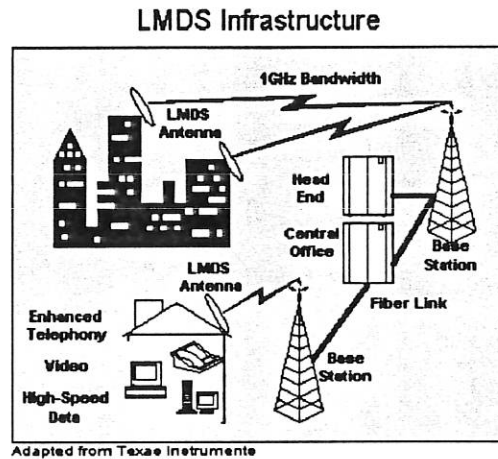 LMDS Infrastructure
1GHz Bandwidth
LMDS
Antenna
Head
End
Central
Office
Base
Station
LMDS
Antenna
Fiber Link
Enhanced
Telephony
Video
High-Speed
Data
Base
Station
Adapted from Texas Instruments